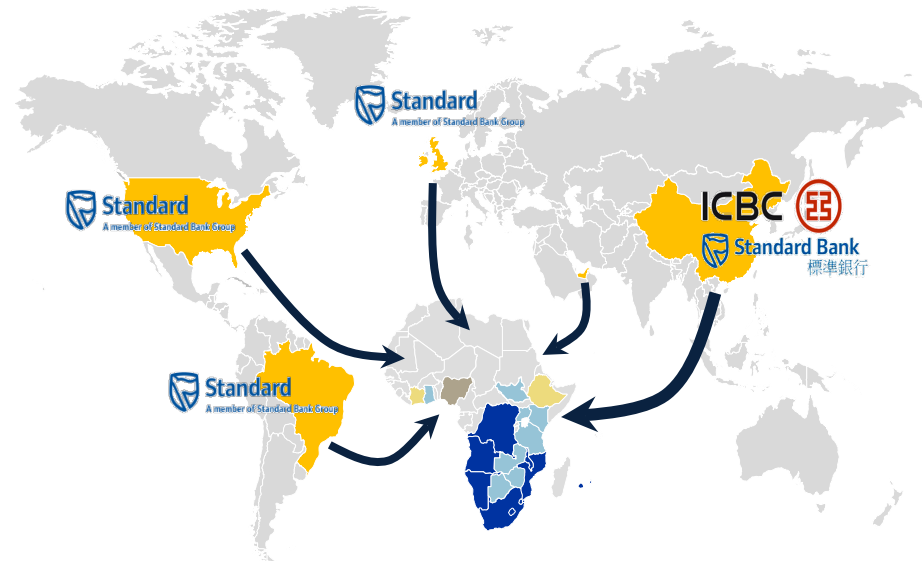 Standard
A member of Standard Bank Group
Standard
A member of Standard Bank Group
ICBC
Standard Bank
標準銀行
Standard
A member of Standard Bank Group